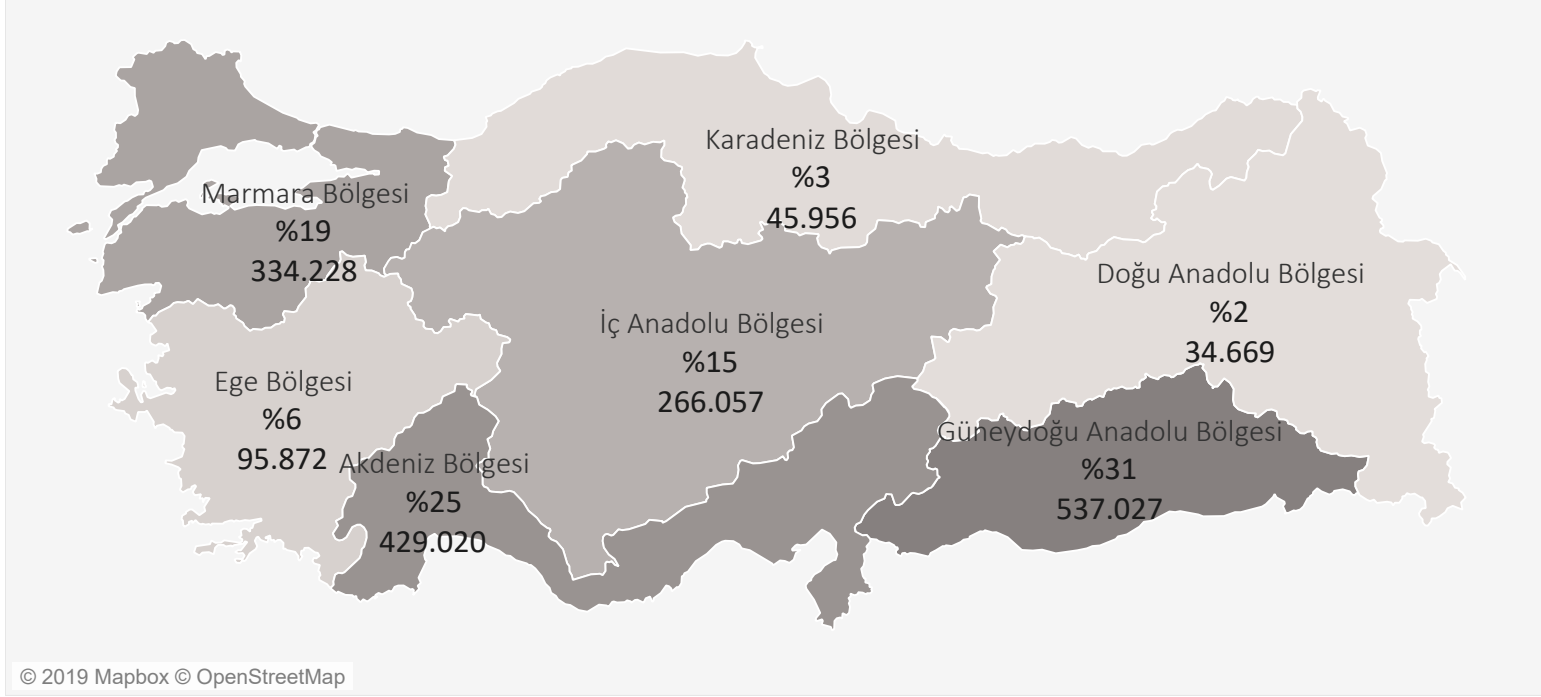 Karadeniz Bölgesi
%3
45.956
Marmara Bölgesi
%19
334.228
Doğu Anadolu Bölgesi
%2
34.669
İç Anadolu Bölgesi
%15
266.057
Ege Bölgesi
%6
95.872
Akdeniz Bölgesi
%25
429.020
Güneydoğu Anadolu Bölgesi
%31
537.027
© 2019 Mapbox © OpenStreetMap